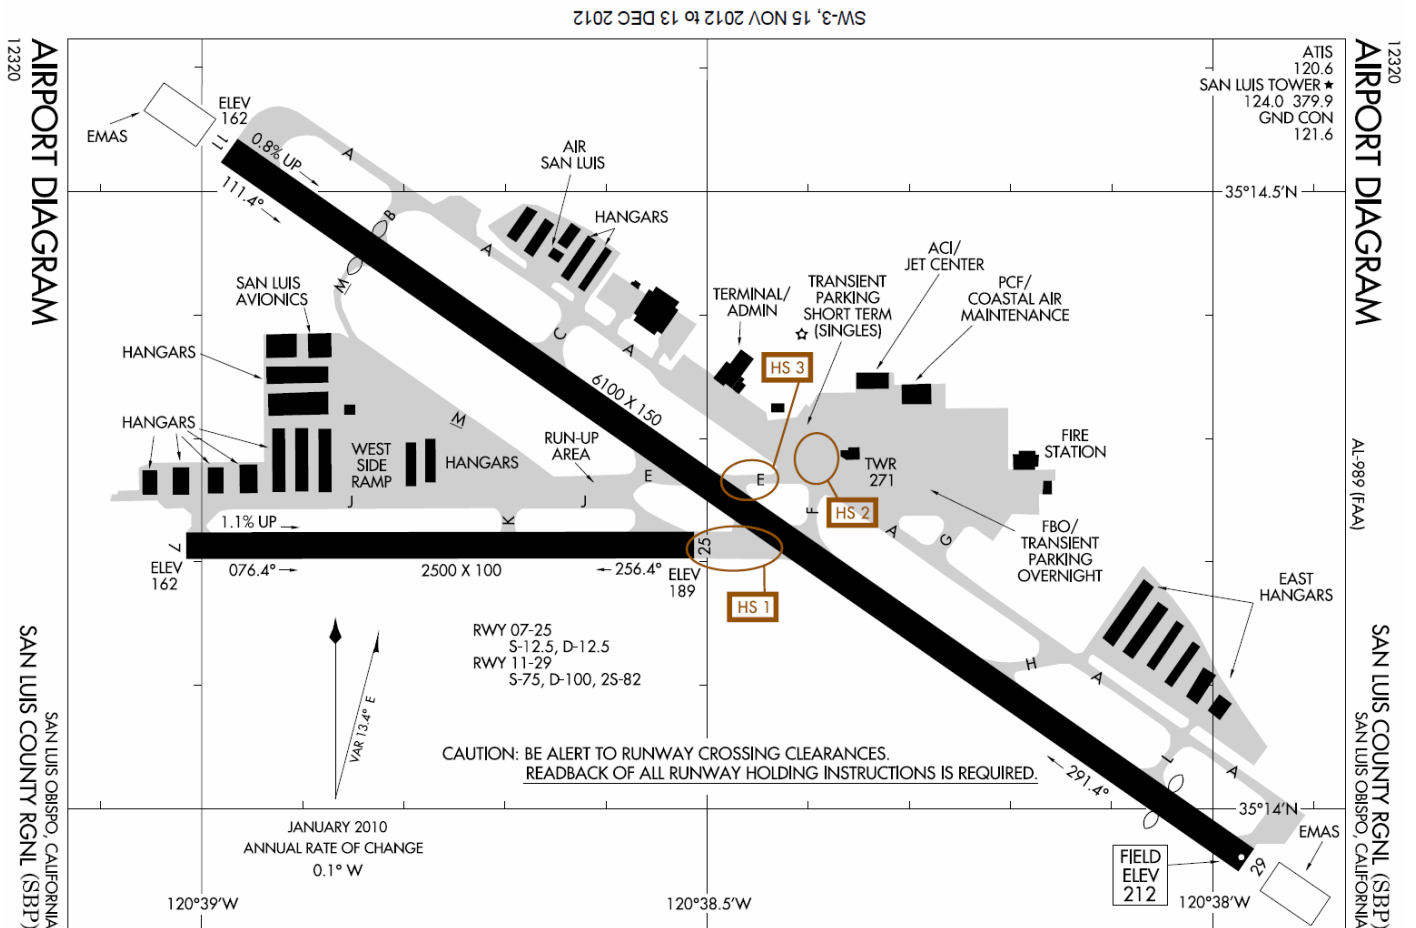 SW-3, 15 NOV 2012 to 13 DEC 2012
12320
AIRPORT DIAGRAM
12320
AIRPORT DIAGRAM
AL-989 (FAA)
SAN LUIS COUNTY RGNL (SBP)
SAN LUIS OBISPO, CALIFORNIA
SAN LUIS COUNTY RGNL (SBP)
SAN LUIS OBISPO, CALIFORNIA
ATIS
120.6
SAN LUIS TOWER ★
124.0 379.9
GND CON
121.6
35°14.5'N
EMAS
ELEV
162
11
0.8% UP
111.4°
A
B
M
A
AIR
SAN LUIS
HANGARS
SAN LUIS
AVIONICS
HANGARS
HANGARS
C
A
6100 X 150
TERMINAL/
ADMIN
TRANSIENT
PARKING
SHORT TERM
(SINGLES)
ACI/
JET CENTER
PCF/
COASTAL AIR
MAINTENANCE
HS 3
M
WEST
SIDE
RAMP
HANGARS
RUN-UP
AREA
E
E
TWR
271
FIRE
STATION
HS 2
J
K
J
F
A
G
FBO/
TRANSIENT
PARKING
OVERNIGHT
1.1% UP
7
ELEV
162
076.4°
2500 X 100
256.4°
25
ELEV
189
HS 1
EAST
HANGARS
RWY 07-25
S-12.5, D-12.5
RWY 11-29
S-75, D-100, 2S-82
VAR 13.4° E
H
A
L
A
CAUTION: BE ALERT TO RUNWAY CROSSING CLEARANCES.
READBACK OF ALL RUNWAY HOLDING INSTRUCTIONS IS REQUIRED.
291.4°
35°14'N
JANUARY 2010
ANNUAL RATE OF CHANGE
0.1° W
FIELD
ELEV
212
29
EMAS
120°39'W
120°38.5'W
120°38'W